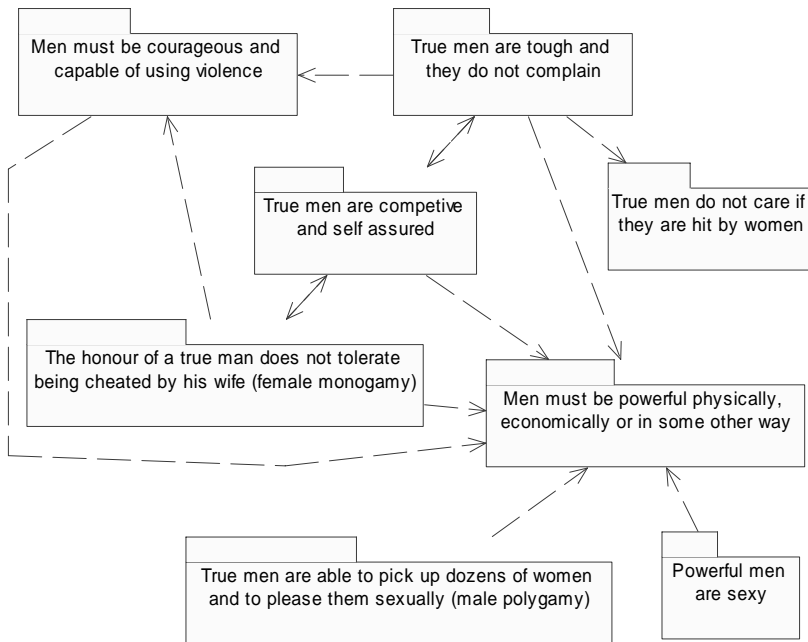 Men must be courageous and
capable of using violence
True men are tough and
they do not complain
True men are competive
and self assured
True men do not care if
they are hit by women
The honour of a true man does not tolerate
being cheated by his wife (female monogamy)
Men must be powerful physically,
economically or in some other way
True men are able to pick up dozens of women
and to please them sexually (male polygamy)
Powerful men
are sexy